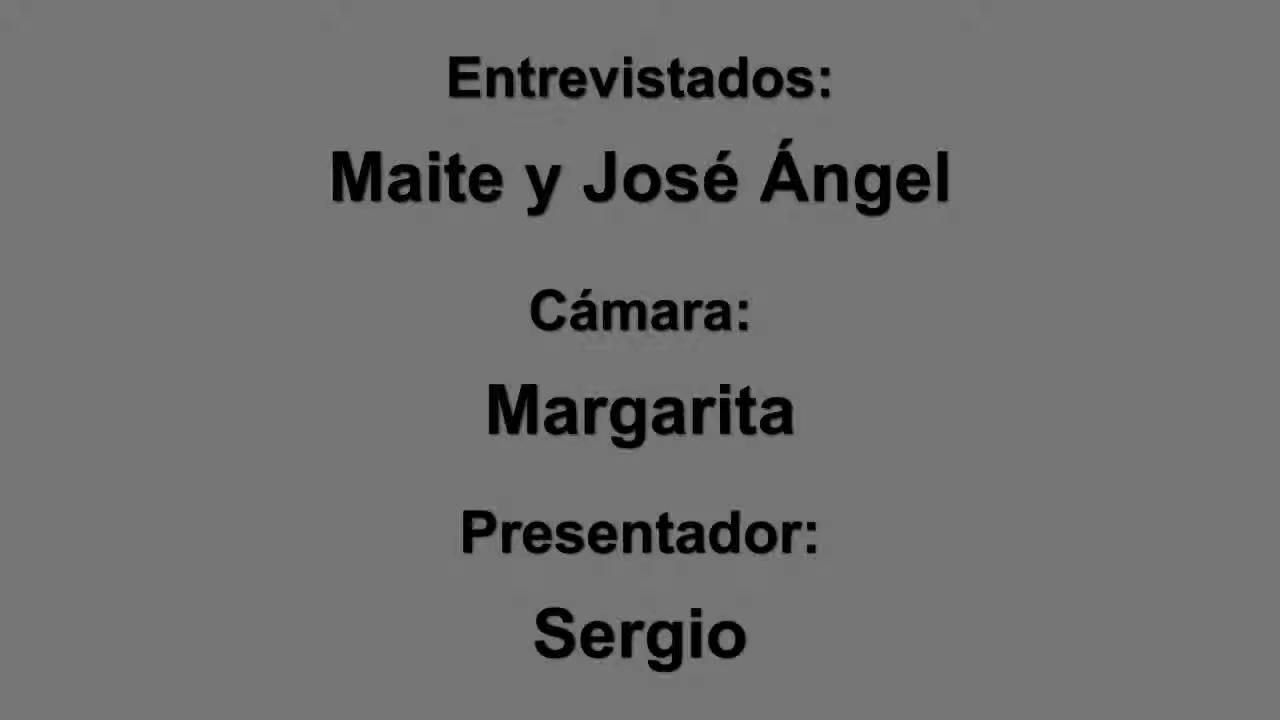 Entrevistados:
Maite y José Ángel
Cámara:
Margarita
Presentador:
Sergio